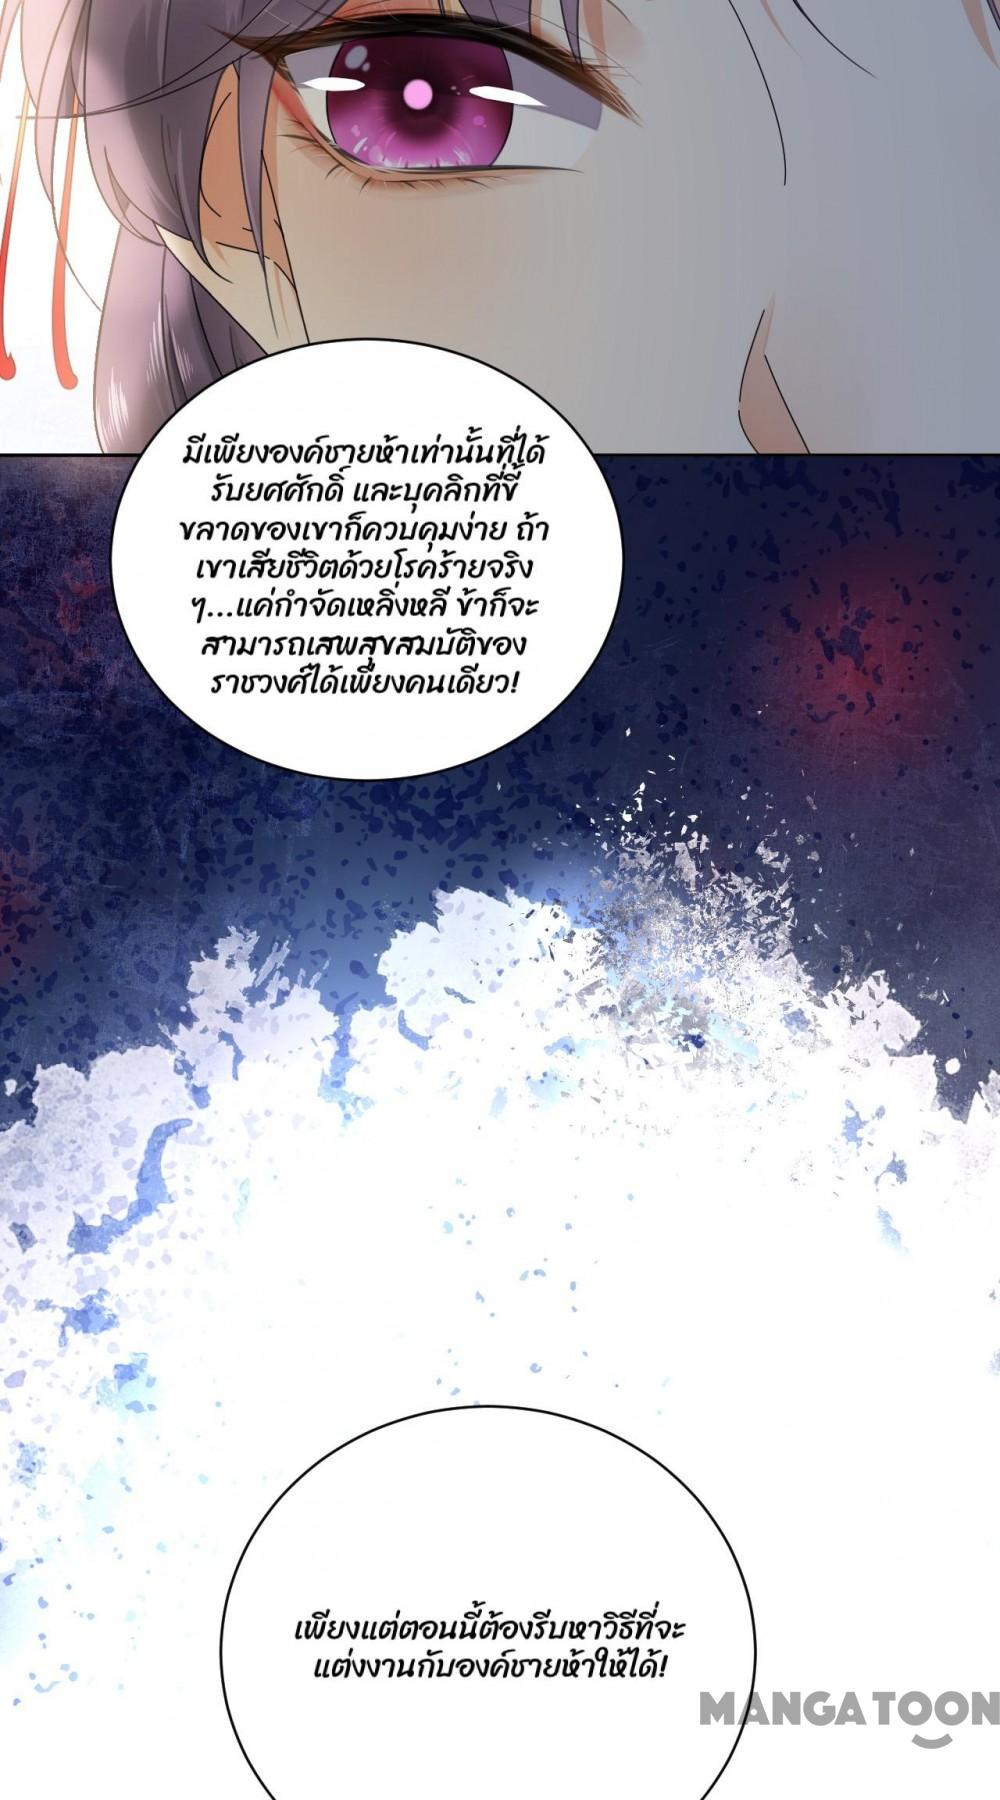 มีเพียงองค์ชายห้าเท่านั้นที่ได้
รับยศศักดิ์ และบุคลิกที่ขี้
ขลาดของเขาก็ควบคุมง่าย ถ้า
เขาเสียชีวิตด้วยโรคร้ายจริง
ๆ...แค่กำจัดเหลิ่งหลี ข้าก็จะ
สามารถเสพสุขสมบัติของ
ราชวงศ์ได้เพียงคนเดียว!
เพียงแต่ตอนนี้ต้องรีบหาวิธีที่จะ
แต่งงานกับองค์ชายห้าให้ได้!
MANGATOON